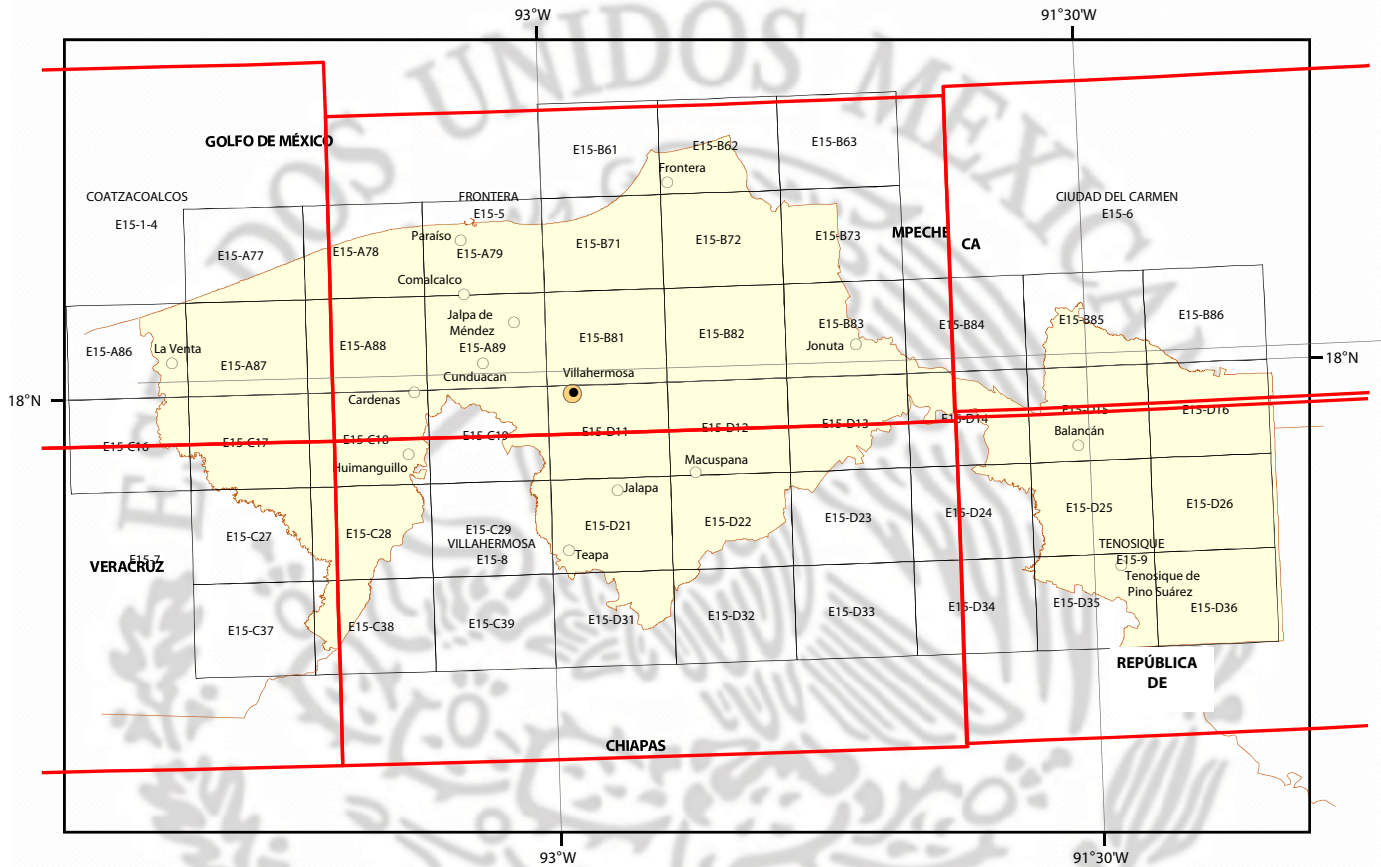 93°W
91°30'W
ESTADOS UNIDOS MEXICANOS
GOLFO DE MÉXICO
E15-B61
E15-B62
E15-B63
Frontera
COATZACOALCOS
E15-1-4
FRONTERA
E15-5
CIUDAD DEL CARMEN
E15-6
E15-A77
E15-A78
Paraíso
E15-A79
E15-B71
E15-B72
E15-B73
MPECHE
CA
Comalcalco
Jalpa de
Méndez
E15-A86
La Venta
E15-A87
E15-A88
E15-A89
E15-B81
E15-B82
E15-B83
Jonuta
E15-B84
E15-B85
E15-B86
18°N
Cunduacan
Villahermosa
18°N
Cardenas
E15-C16
E15-C17
E15-C18
E15-C19
E15-D11
E15-D12
E15-D13
E15-D14
E15-D15
E15-D16
Balancán
Huimanguillo
Macuspana
Jalapa
E15-C27
E15-C28
E15-C29
VILLAHERMOSA
E15-8
E15-D21
E15-D22
E15-D23
E15-D24
E15-D25
E15-D26
Teapa
TENOSIQUE
E15-9
Tenosique de
Pino Suárez
VERACRUZ
E15-7
E15-C37
E15-C38
E15-C39
E15-D31
E15-D32
E15-D33
E15-D34
E15-D35
E15-D36
REPÚBLICA
DE
CHIAPAS
93°W
91°30'W